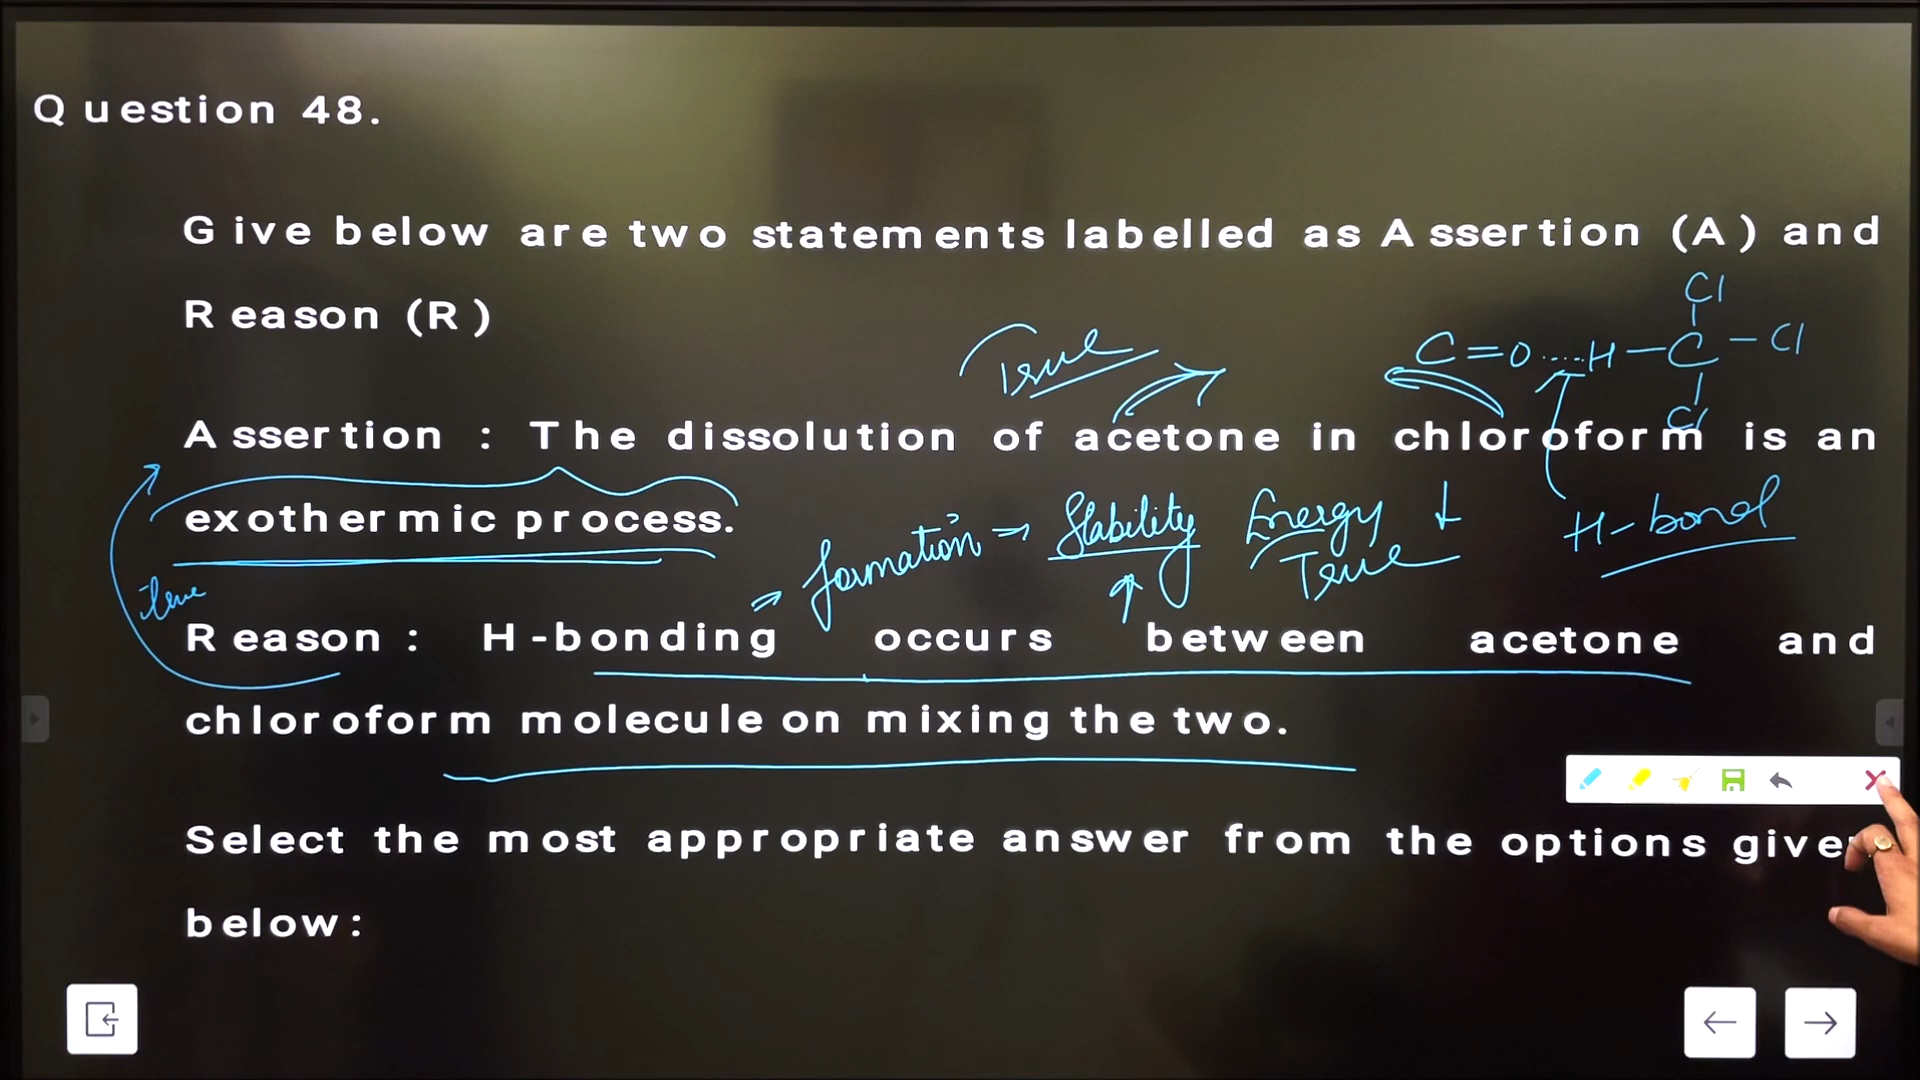 Question 48.
Give below are two statements labelled as Assertion (A) and
Reason (R)
Cl
True C=O....H-C-Cl
Cl
Assertion : The dissolution of acetone in chloroform is an
exothermic process.
formation → Stability Energy ↓ H-bond
↑ True
true
Reason : H-bonding occurs between acetone and
chloroform molecule on mixing the two.
Select the most appropriate answer from the options give
below: